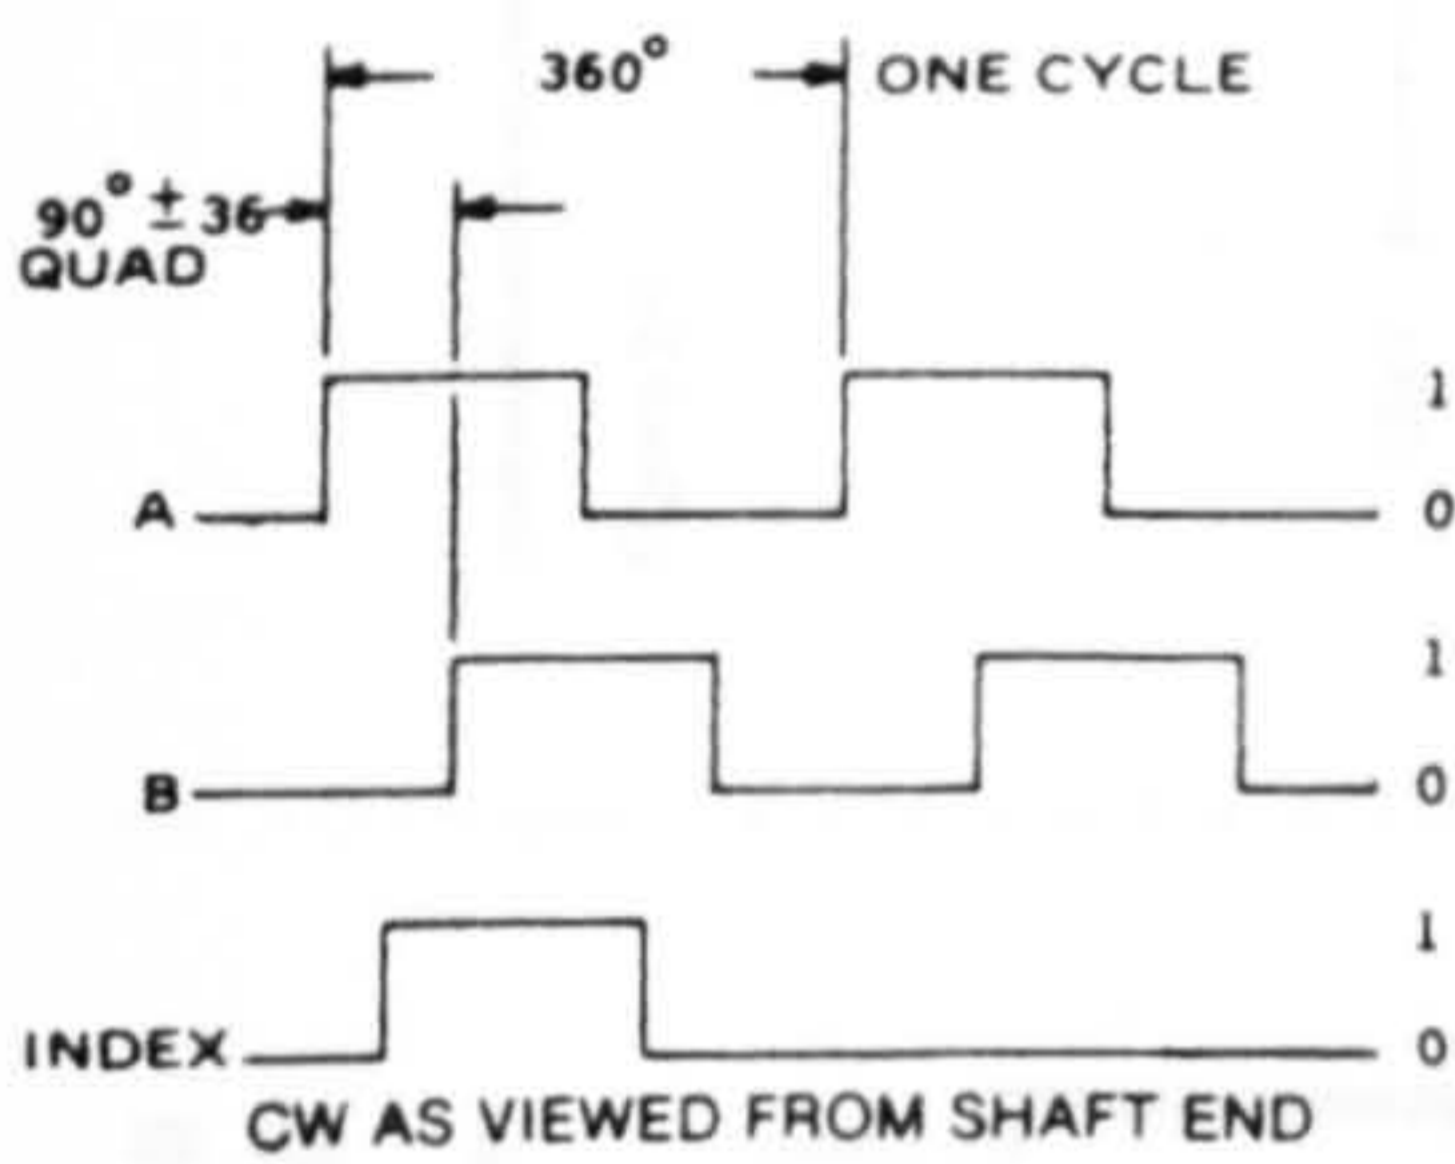 360° ONE CYCLE
90° ± 36
QUAD
1
A 0
1
B 0
1
INDEX 0
CW AS VIEWED FROM SHAFT END